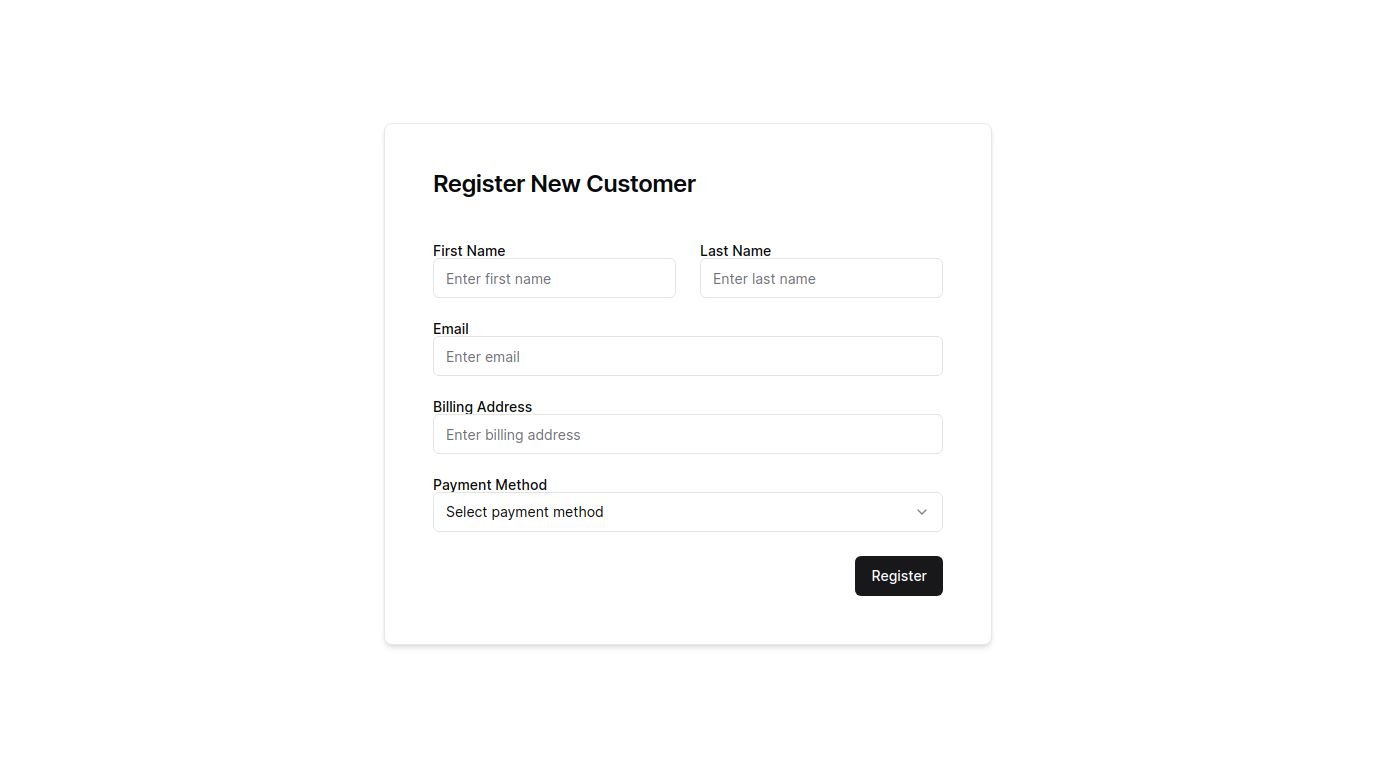 Register New Customer
First Name
Last Name
Enter first name
Enter last name
Email
Enter email
Billing Address
Enter billing address
Payment Method
Select payment method
Register